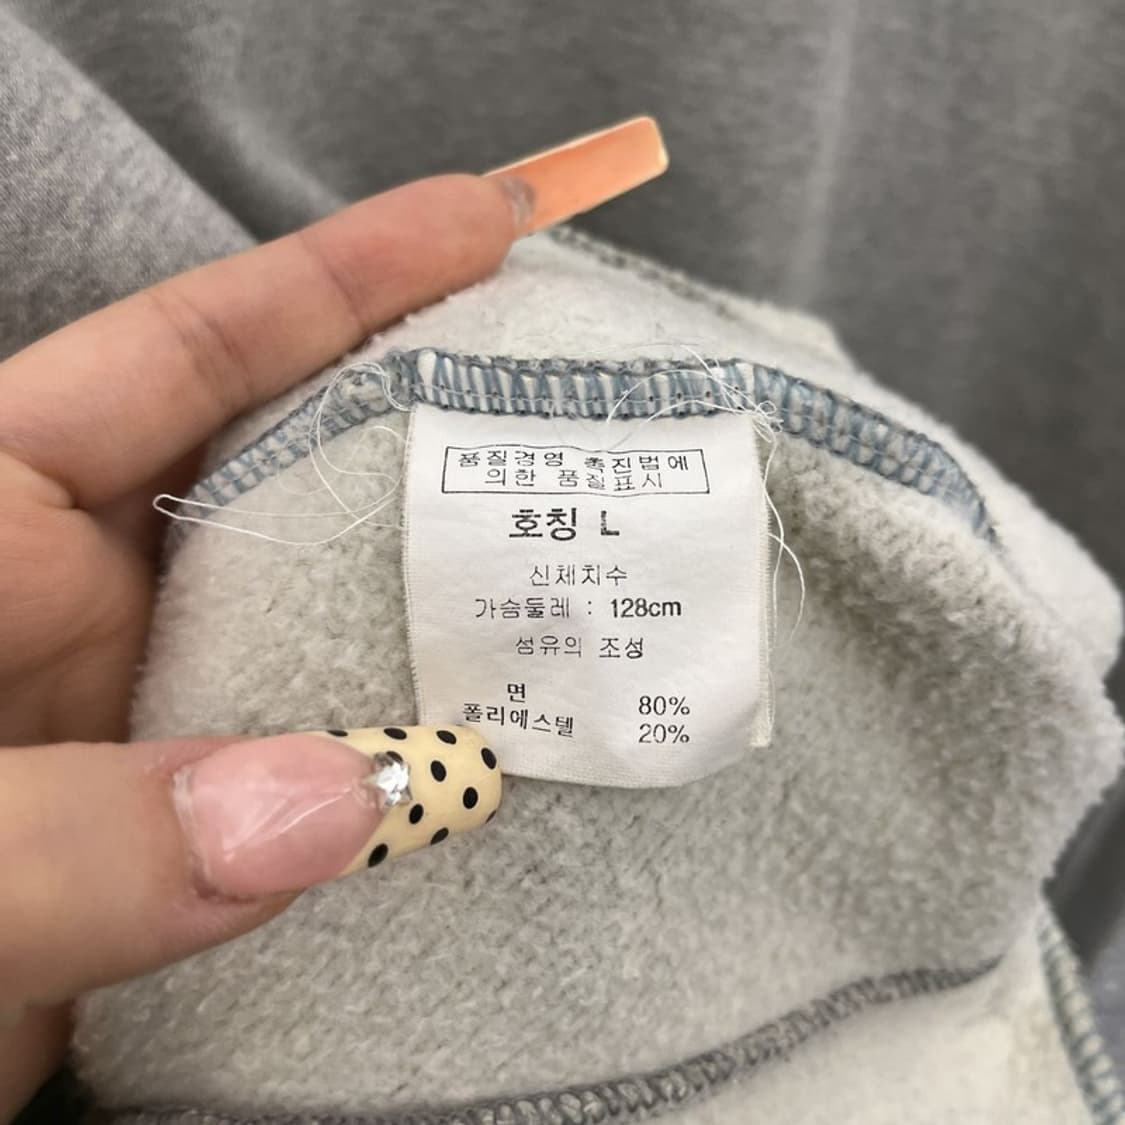 품질경영 촉진법에
의한 품질표시
호칭 L
신체치수
가슴둘레 : 128cm
섬유의 조성
면 80%
폴리에스텔 20%